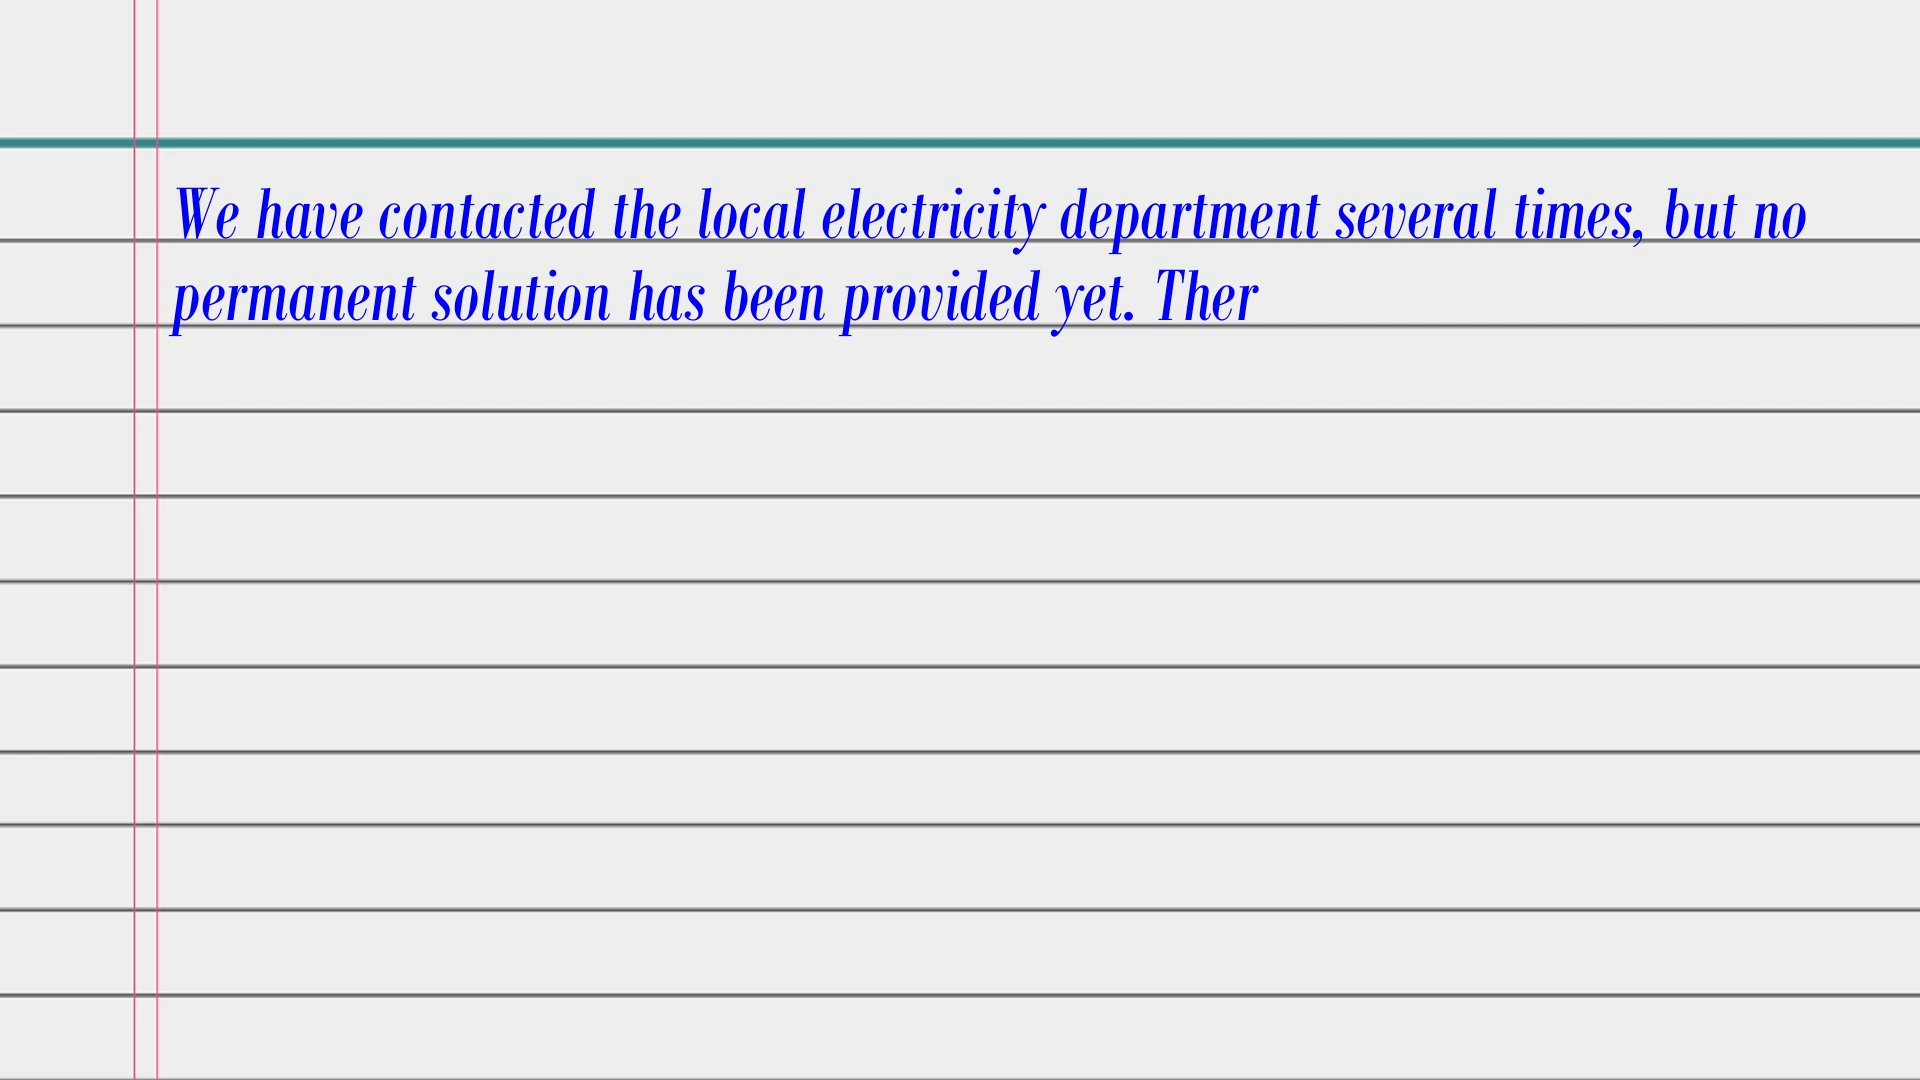 We have contacted the local electricity department several times, but no
permanent solution has been provided yet. Ther